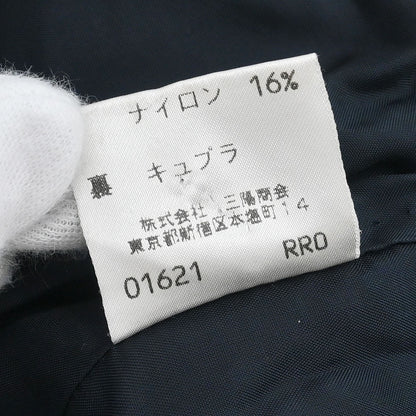 ナイロン 16%
裏 キュプラ
株式会社 三陽商会
東京都新宿区本塩町14
01621 RRO